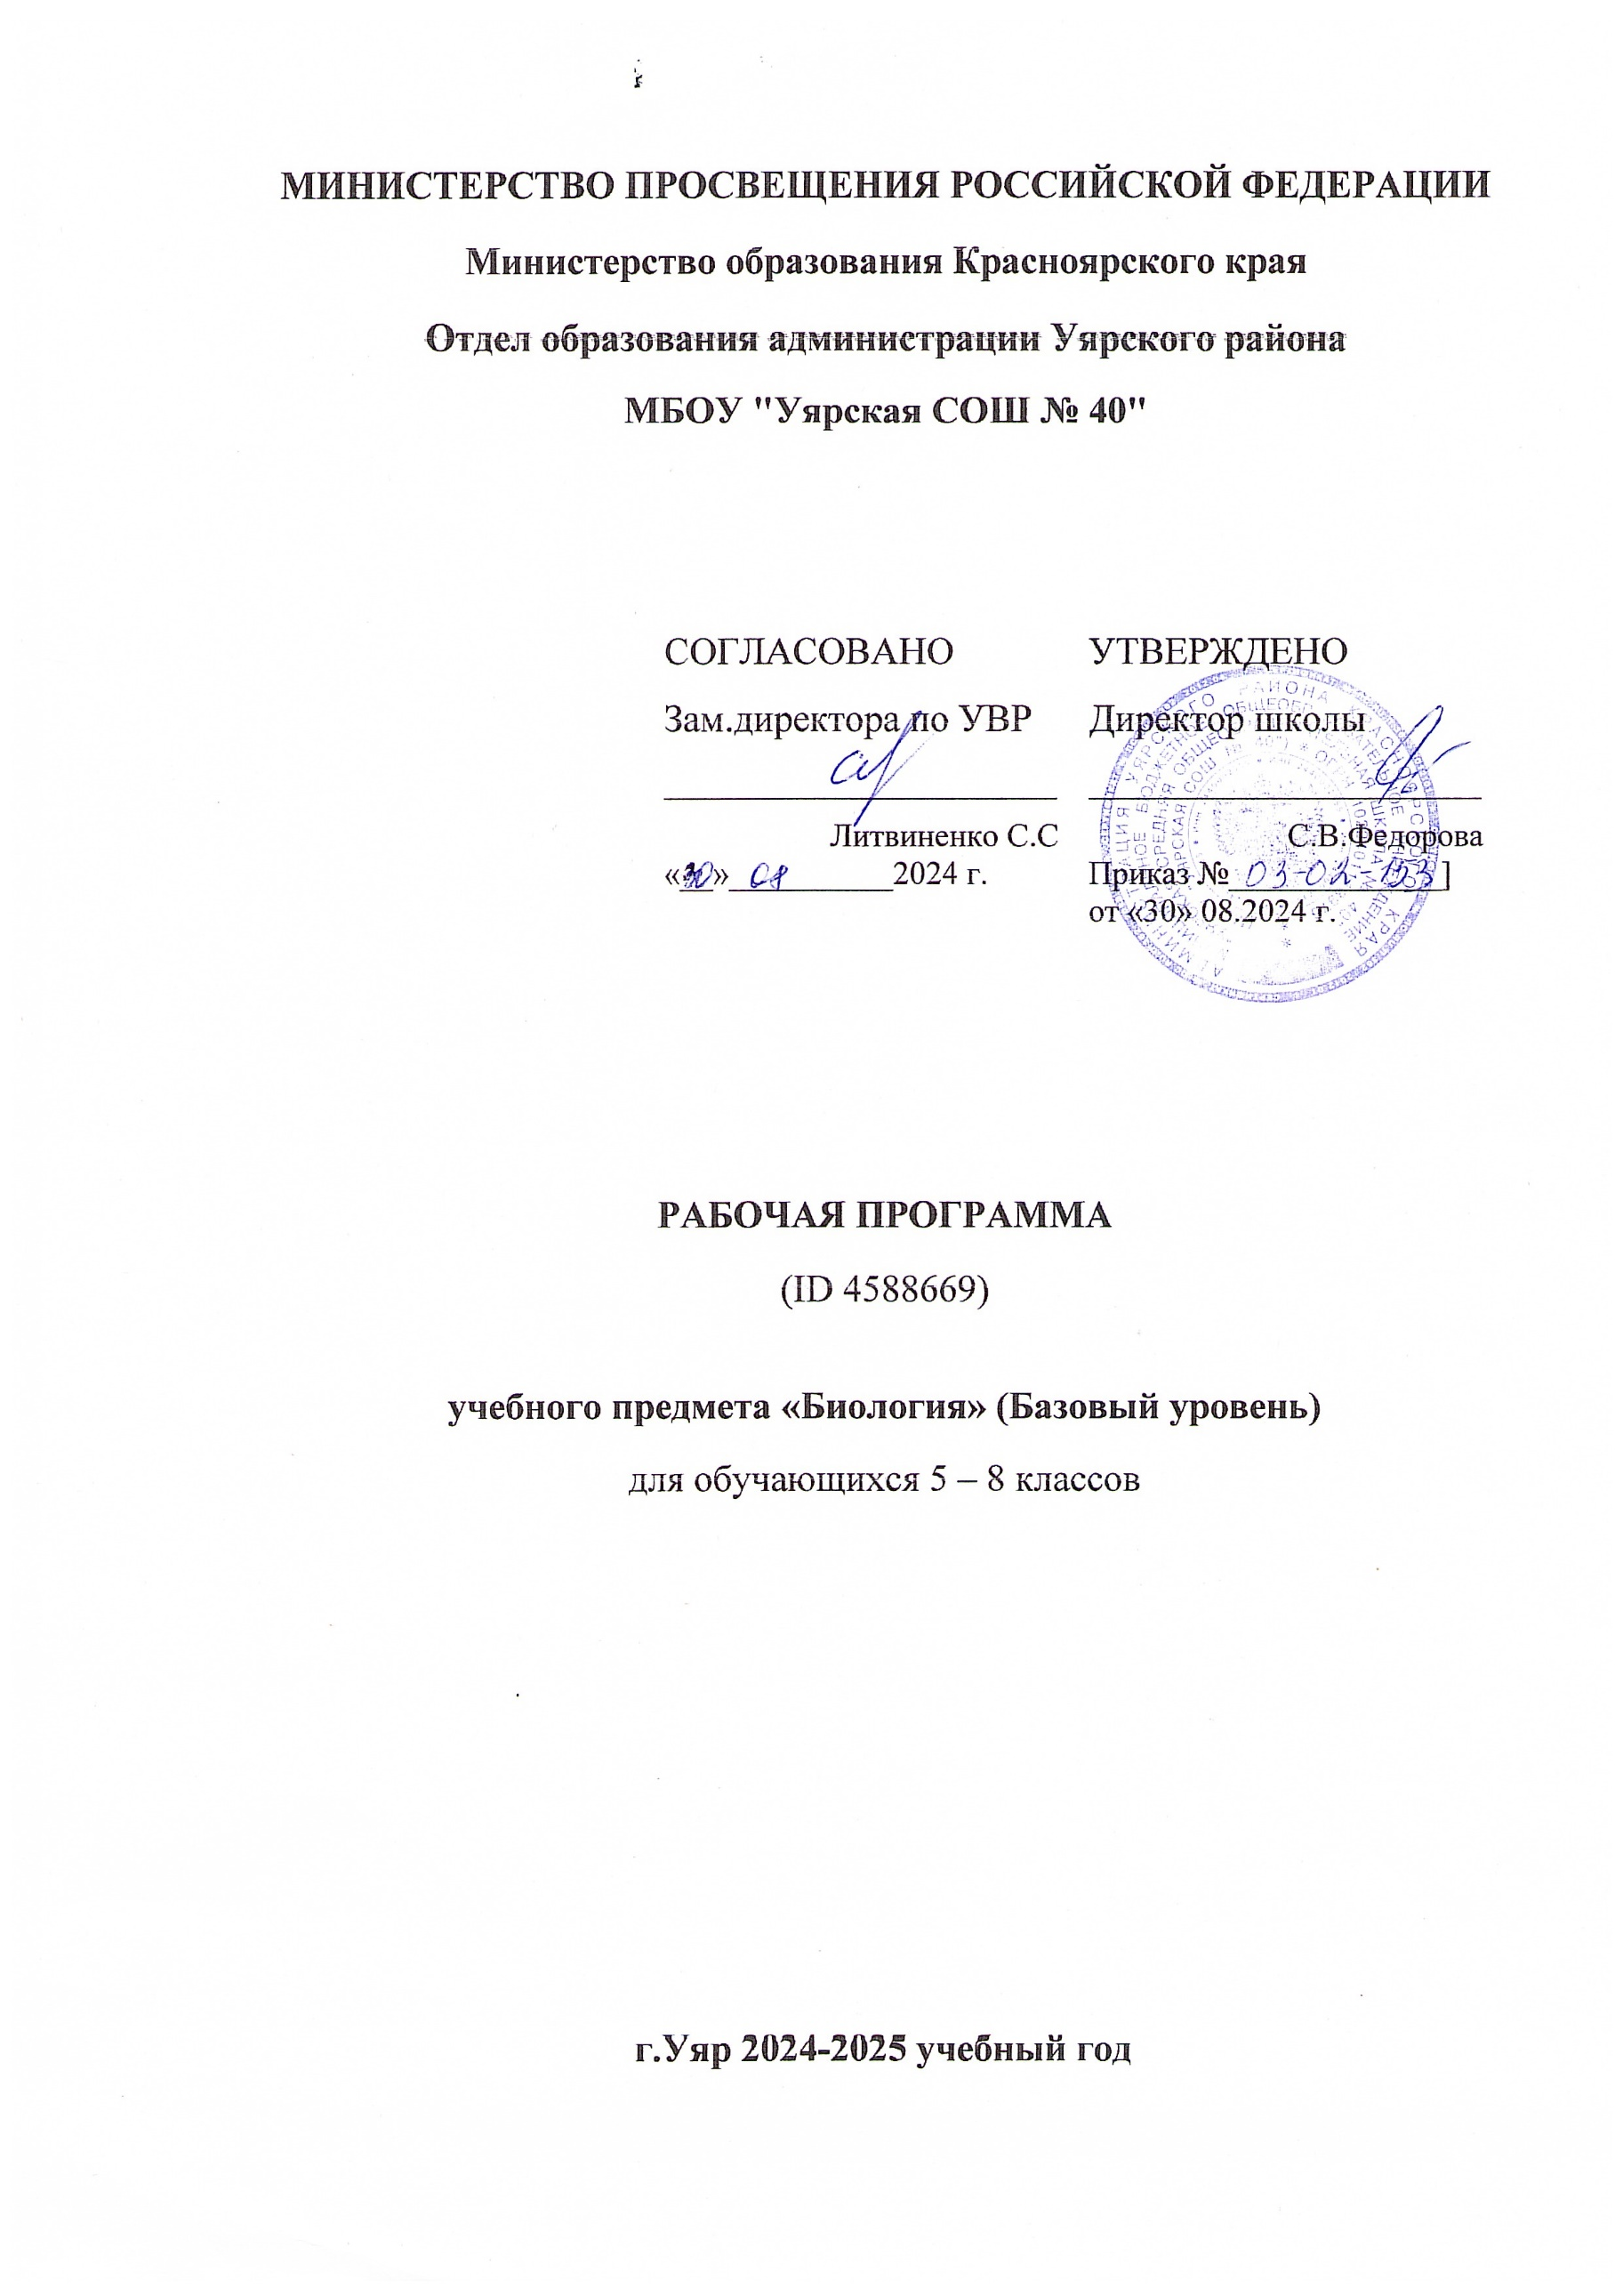 МИНИСТЕРСТВО ПРОСВЕЩЕНИЯ РОССИЙСКОЙ ФЕДЕРАЦИИ
Министерство образования Красноярского края
Отдел образования администрации Уярского района
МБОУ "Уярская СОШ № 40"
СОГЛАСОВАНО
Зам.директора по УВР
Литвиненко С.С
«30» 08 2024 г.
УТВЕРЖДЕНО
Директор школы
С.В.Федорова
Приказ № 03-02-153]
от «30» 08.2024 г.
РАБОЧАЯ ПРОГРАММА
(ID 4588669)
учебного предмета «Биология» (Базовый уровень)
для обучающихся 5 – 8 классов
г.Уяр 2024-2025 учебный год